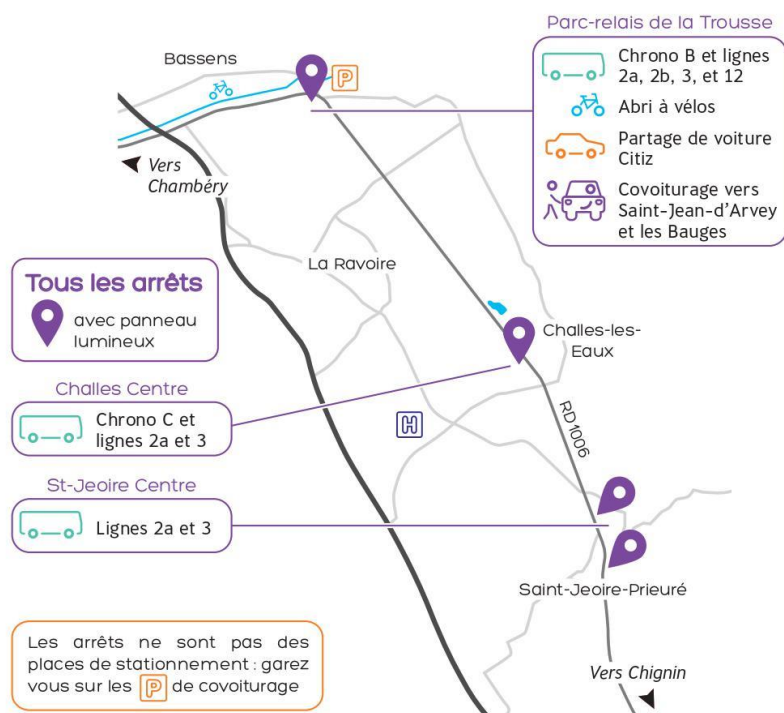 Parc-relais de la Trousse
Chrono B et lignes
2a, 2b, 3, et 12
Abri à vélos
Partage de voiture
Citiz
Covoiturage vers
Saint-Jean-d'Arvey
et les Bauges
Bassens
P
Vers
Chambéry
La Ravoire
Tous les arrêts
avec panneau
lumineux
Challes-les-
Eaux
Challes Centre
Chrono C et
lignes 2a et 3
H
RD1006
St-Jeoire Centre
Lignes 2a et 3
Saint-Jeoire-Prieuré
Les arrêts ne sont pas des
places de stationnement : garez
vous sur les P de covoiturage
Vers Chignin